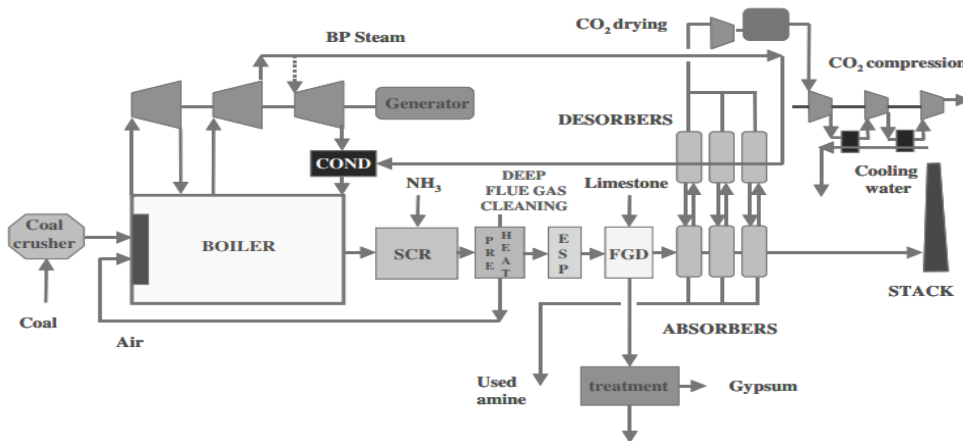 CO₂ drying
BP Steam
CO₂ compression
Generator
DESORBERS
COND
DEEP
FLUE GAS
CLEANING
NH₃
Limestone
Cooling
water
Coal
crusher
BOILER
SCR
PRE
HEAT
ESP
FGD
STACK
Coal
Air
ABSORBERS
Used
amine
treatment
Gypsum